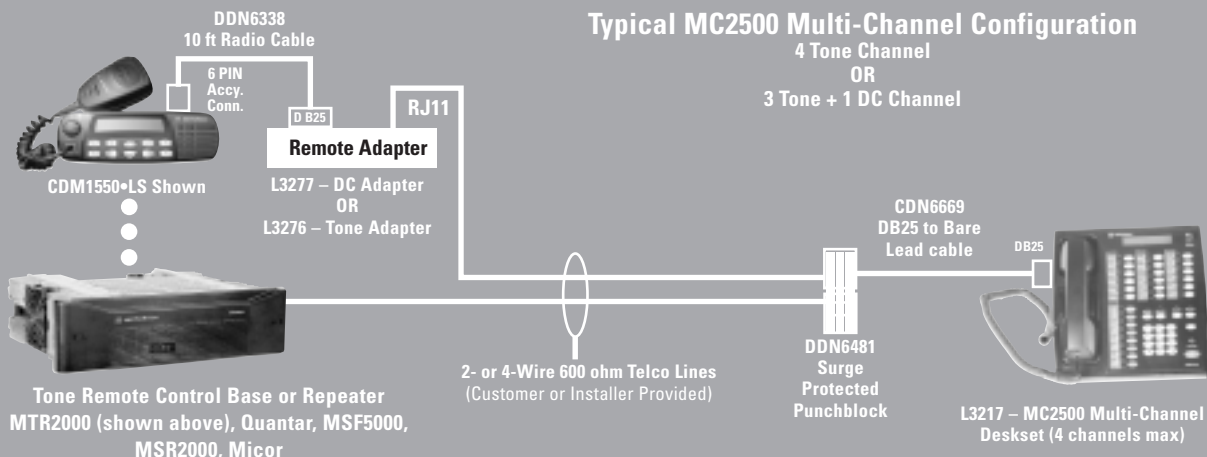 Typical MC2500 Multi-Channel Configuration
4 Tone Channel
OR
3 Tone + 1 DC Channel
DDN6338
10 ft Radio Cable
6 PIN
Accy.
Conn.
D B25
RJ11
Remote Adapter
CDM1550•LS Shown
L3277 – DC Adapter
OR
L3276 – Tone Adapter
CDN6669
DB25 to Bare
Lead cable
DB25
2- or 4-Wire 600 ohm Telco Lines
(Customer or Installer Provided)
DDN6481
Surge
Protected
Punchblock
Tone Remote Control Base or Repeater
MTR2000 (shown above), Quantar, MSF5000,
MSR2000, Micor
L3217 – MC2500 Multi-Channel
Deskset (4 channels max)